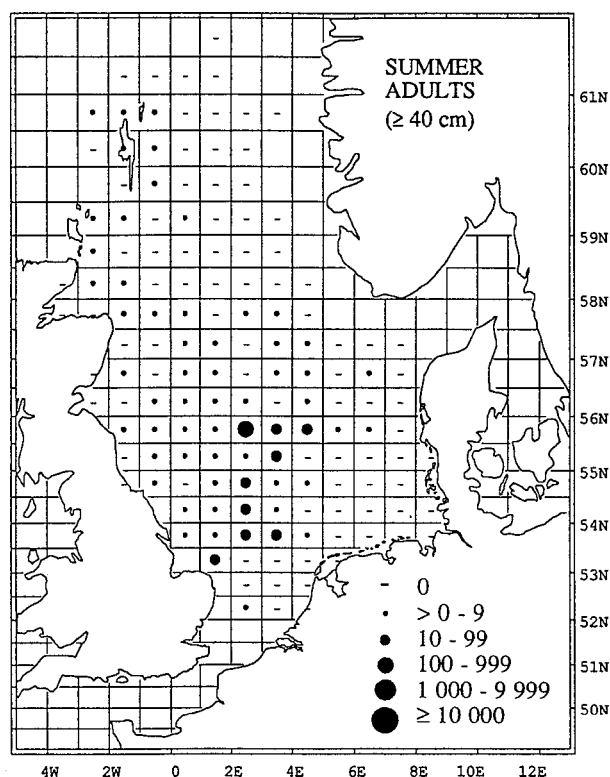 SUMMER
ADULTS
(≥ 40 cm)
61N
60N
59N
58N
57N
56N
55N
54N
53N
52N
51N
50N
- 0
> 0 - 9
10 - 99
100 - 999
1 000 - 9 999
≥ 10 000
4W 2W 0 2E 4E 6E 8E 10E 12E